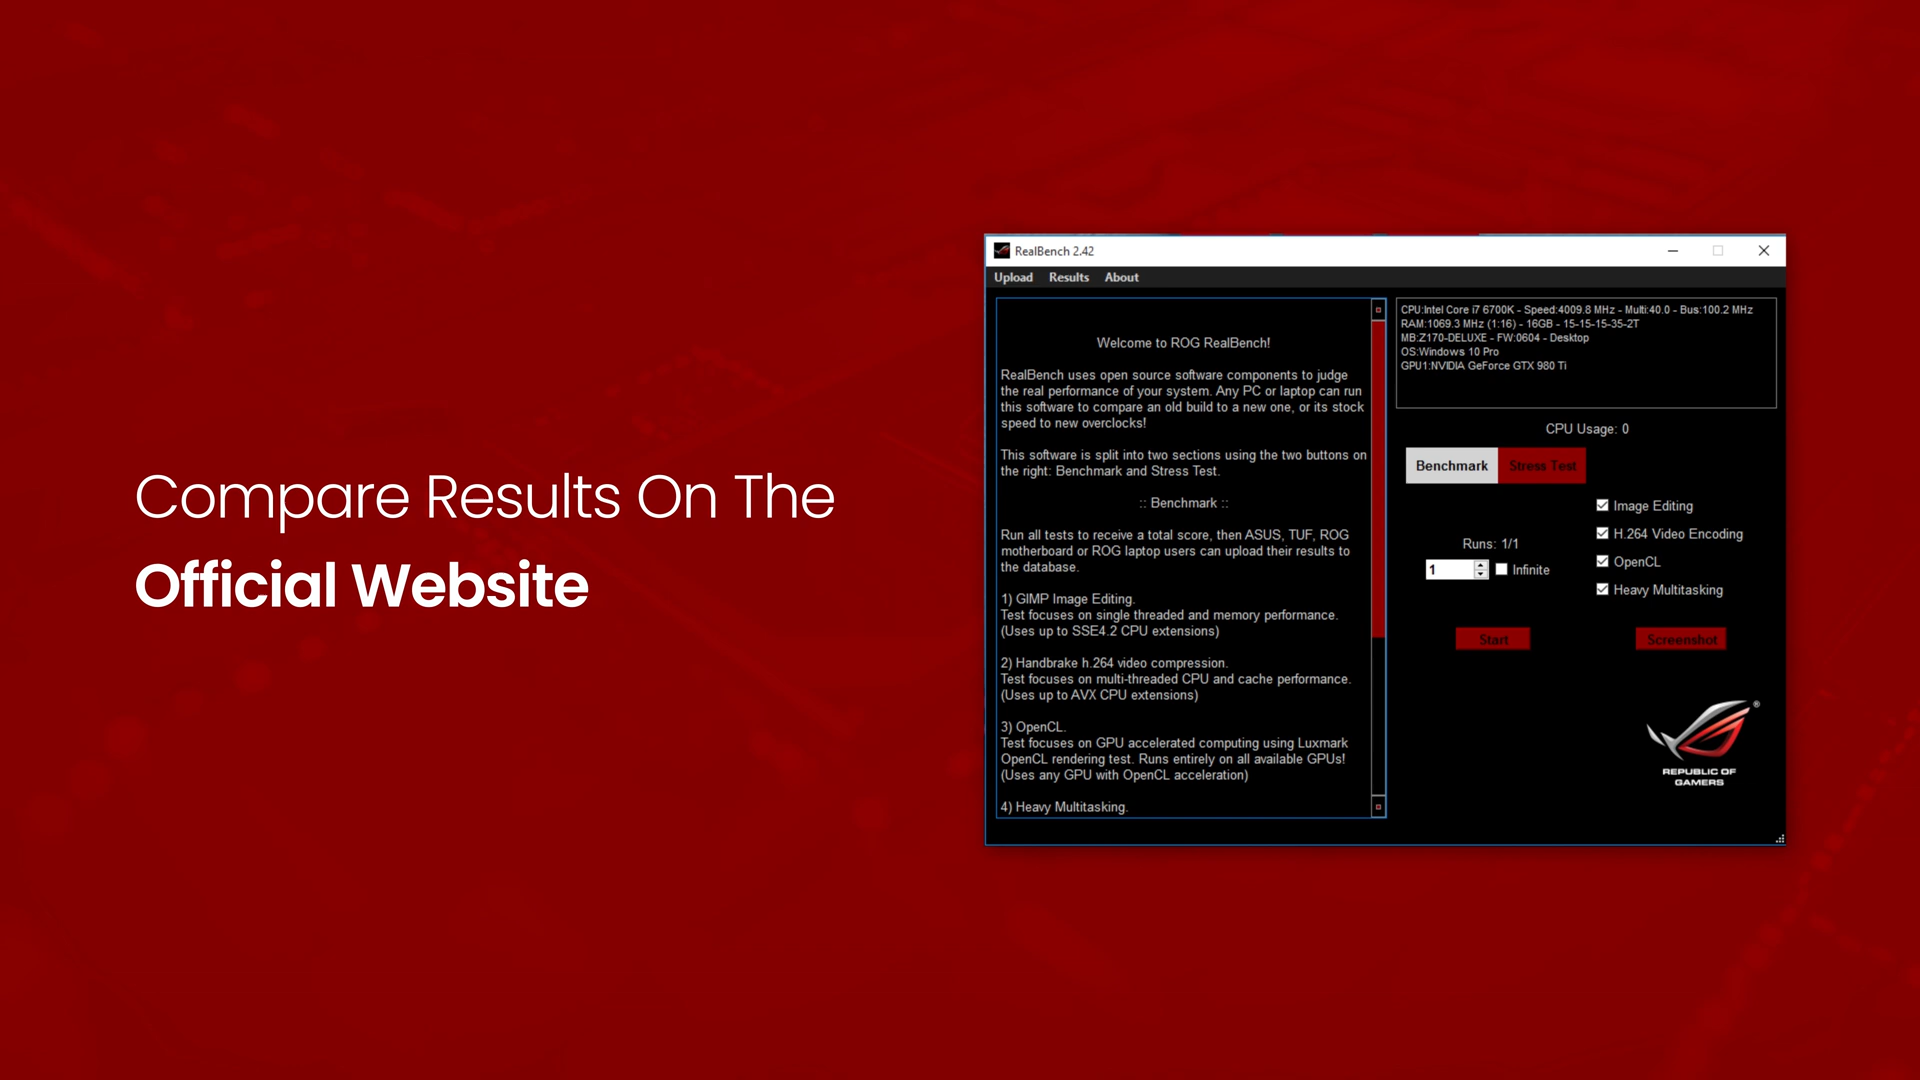 Compare Results On The
Official Website
RealBench 2.42
Upload Results About
Welcome to ROG RealBench!
RealBench uses open source software components to judge
the real performance of your system. Any PC or laptop can run
this software to compare an old build to a new one, or its stock
speed to new overclocks!
This software is split into two sections using the two buttons on
the right: Benchmark and Stress Test.
:: Benchmark ::
Run all tests to receive a total score, then ASUS, TUF, ROG
motherboard or ROG laptop users can upload their results to
the database.
1) GIMP Image Editing.
Test focuses on single threaded and memory performance.
(Uses up to SSE4.2 CPU extensions)
2) Handbrake h.264 video compression.
Test focuses on multi-threaded CPU and cache performance.
(Uses up to AVX CPU extensions)
3) OpenCL.
Test focuses on GPU accelerated computing using Luxmark
OpenCL rendering test. Runs entirely on all available GPUs!
(Uses any GPU with OpenCL acceleration)
4) Heavy Multitasking.
CPU:Intel Core i7 6700K - Speed:4009.8 MHz - Multi:40.0 - Bus:100.2 MHz
RAM:1069.3 MHz (1:16) - 16GB - 15-15-15-35-2T
MB:Z170-DELUXE - FW:0604 - Desktop
OS:Windows 10 Pro
GPU1:NVIDIA GeForce GTX 980 Ti
CPU Usage: 0
Benchmark Stress Test
Image Editing
H.264 Video Encoding
OpenCL
Heavy Multitasking
Runs: 1/1
1 Infinite
Start Screenshot
®
REPUBLIC OF
GAMERS